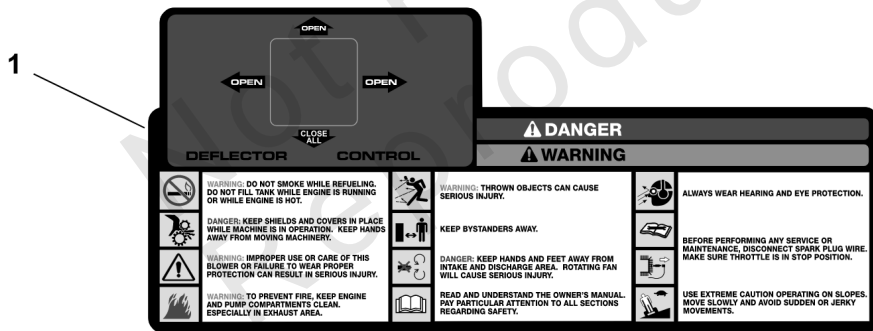 1
OPEN
OPEN
OPEN
CLOSE
ALL
DEFLECTOR CONTROL
DANGER
WARNING
WARNING: DO NOT SMOKE WHILE REFUELING.
DO NOT FILL TANK WHILE ENGINE IS RUNNING
OR WHILE ENGINE IS HOT.
DANGER: KEEP SHIELDS AND COVERS IN PLACE
WHILE MACHINE IS IN OPERATION. KEEP HANDS
AWAY FROM MOVING MACHINERY.
WARNING: IMPROPER USE OR CARE OF THIS
BLOWER OR FAILURE TO WEAR PROPER
PROTECTION CAN RESULT IN SERIOUS INJURY.
WARNING: TO PREVENT FIRE, KEEP ENGINE
AND PUMP COMPARTMENTS CLEAN.
ESPECIALLY IN EXHAUST AREA.
WARNING: THROWN OBJECTS CAN CAUSE
SERIOUS INJURY.
KEEP BYSTANDERS AWAY.
DANGER: KEEP HANDS AND FEET AWAY FROM
INTAKE AND DISCHARGE AREA. ROTATING FAN
WILL CAUSE SERIOUS INJURY.
READ AND UNDERSTAND THE OWNER'S MANUAL.
PAY PARTICULAR ATTENTION TO ALL SECTIONS
REGARDING SAFETY.
ALWAYS WEAR HEARING AND EYE PROTECTION.
BEFORE PERFORMING ANY SERVICE OR
MAINTENANCE, DISCONNECT SPARK PLUG WIRE.
MAKE SURE THROTTLE IS IN STOP POSITION.
USE EXTREME CAUTION OPERATING ON SLOPES.
MOVE SLOWLY AND AVOID SUDDEN OR JERKY
MOVEMENTS.